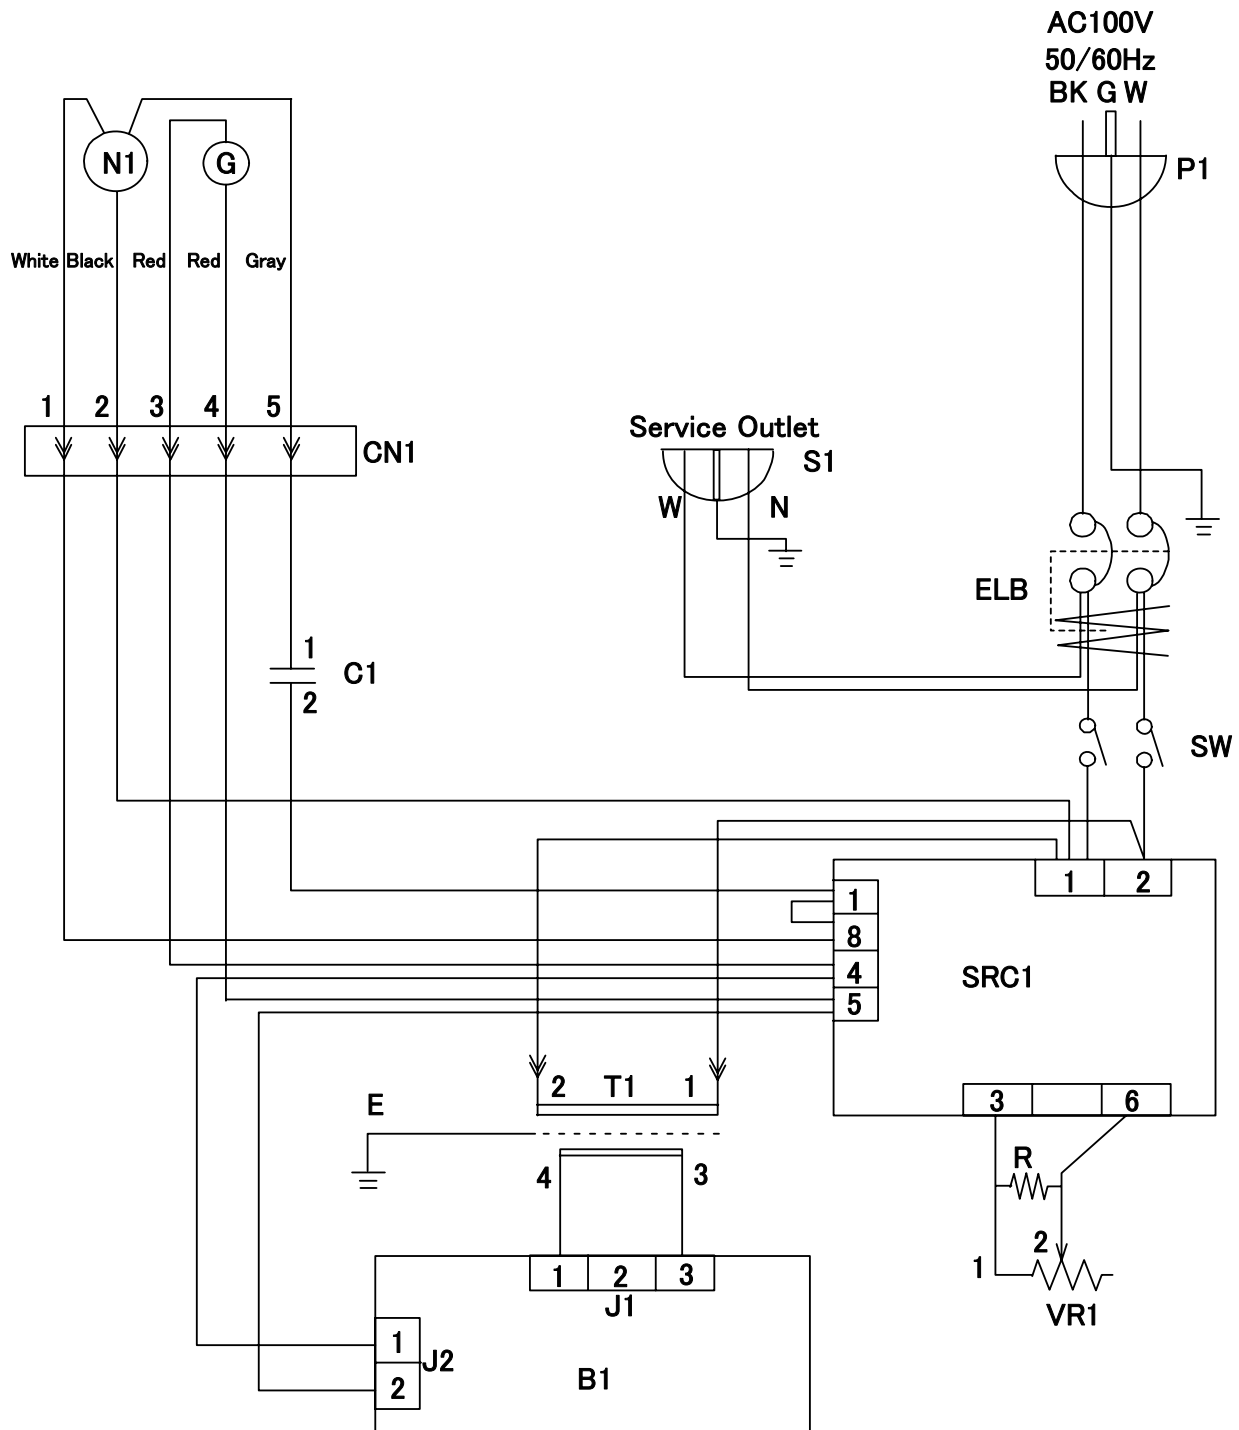 AC100V
50/60Hz
BK G W
P1
N1
G
White Black Red Red Gray
1 2 3 4 5
CN1
Service Outlet
S1
W N
ELB
1
C1
2
SW
1 2
1
8
4
5
SRC1
2 T1 1
E
3 6
4 3
R
2
1
VR1
1 2 3
J1
1
J2
2
B1